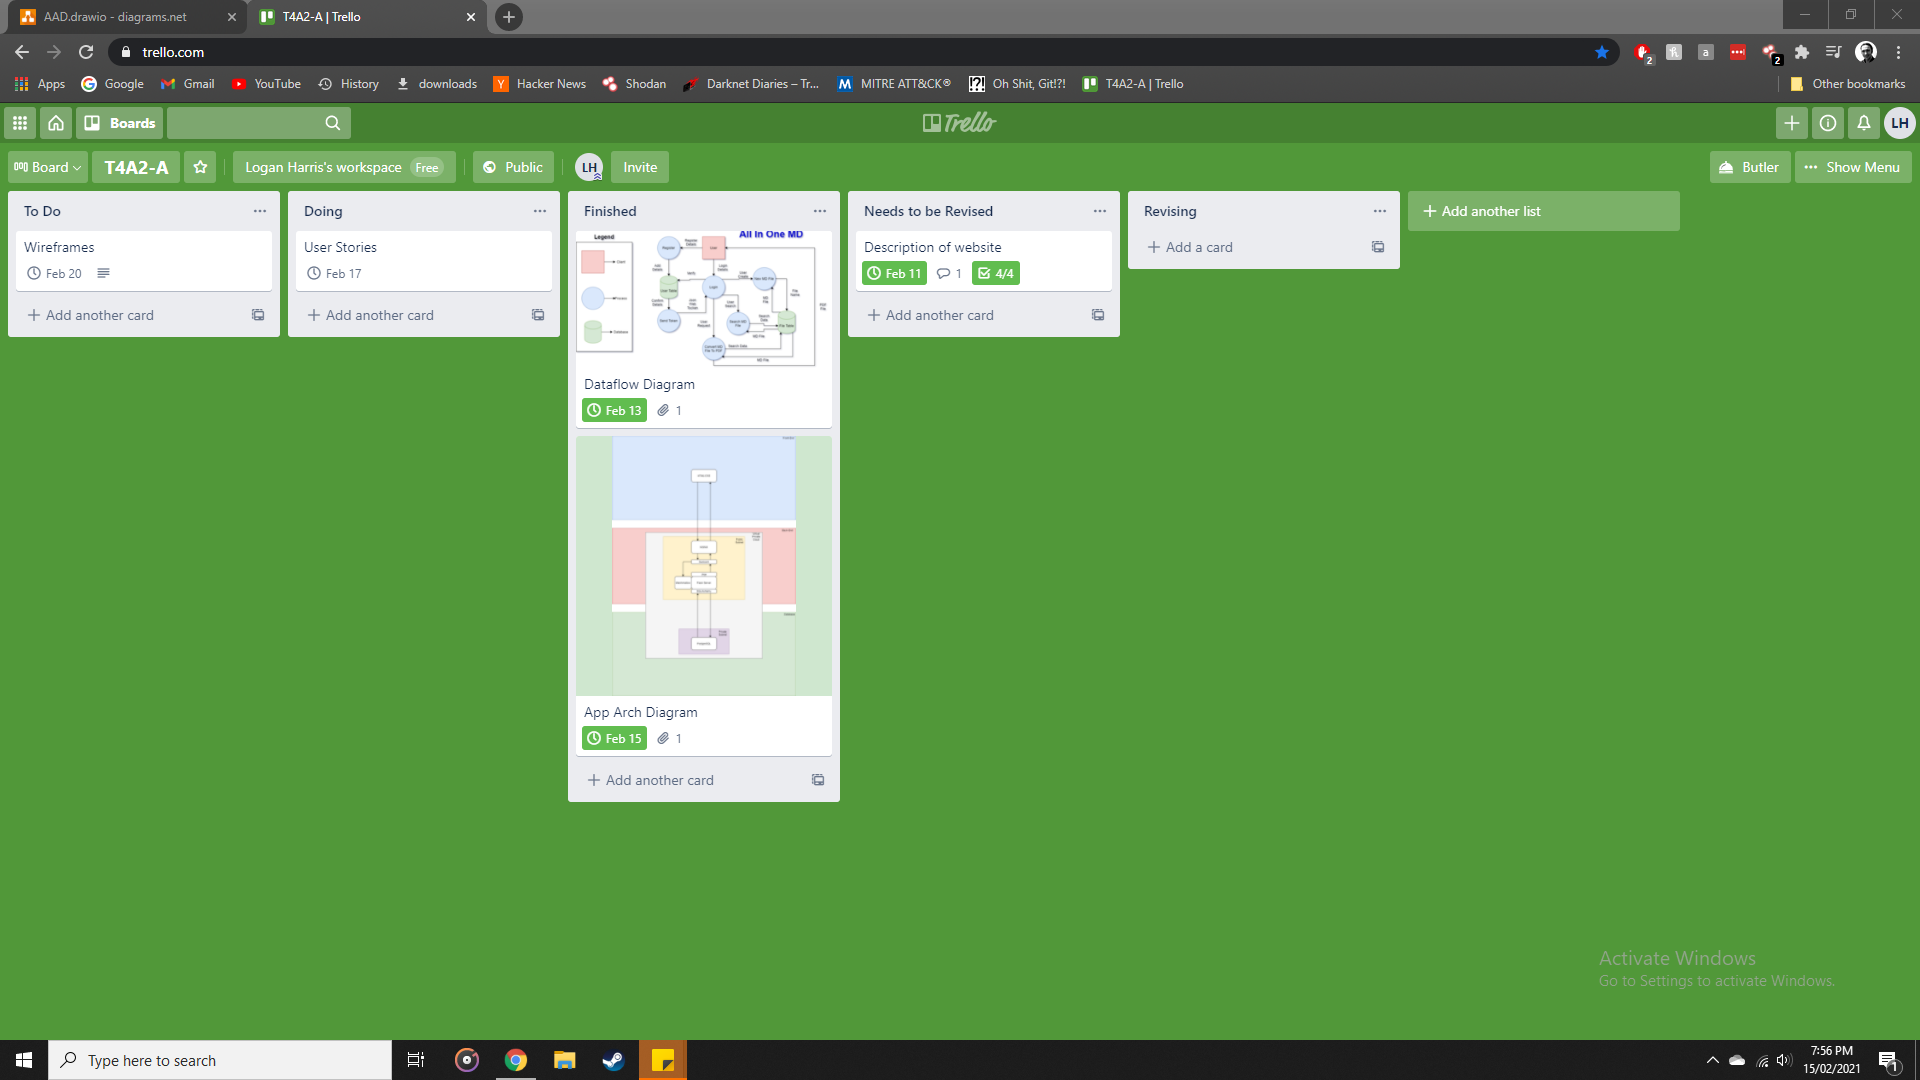 AAD.drawio - diagrams.net
T4A2-A | Trello
trello.com
2
a
2
Apps
Google
Gmail
YouTube
History
downloads
Y
Hacker News
Shodan
Darknet Diaries – Tr...
M
MITRE ATT&CK®
Oh Shit, Git!?!
T4A2-A | Trello
Other bookmarks
Boards
Trello
LH
Board
T4A2-A
Logan Harris's workspace
Free
Public
LH
Invite
Butler
Show Menu
To Do
Wireframes
Feb 20
Add another card
Doing
User Stories
Feb 17
Add another card
Finished
Legend
All In One MD
Dataflow Diagram
Feb 13
1
App Arch Diagram
Feb 15
1
Add another card
Needs to be Revised
Description of website
Feb 11
1
4/4
Add another card
Revising
Add a card
Add another list
Activate Windows
Go to Settings to activate Windows.
Type here to search
7:56 PM
15/02/2021
1